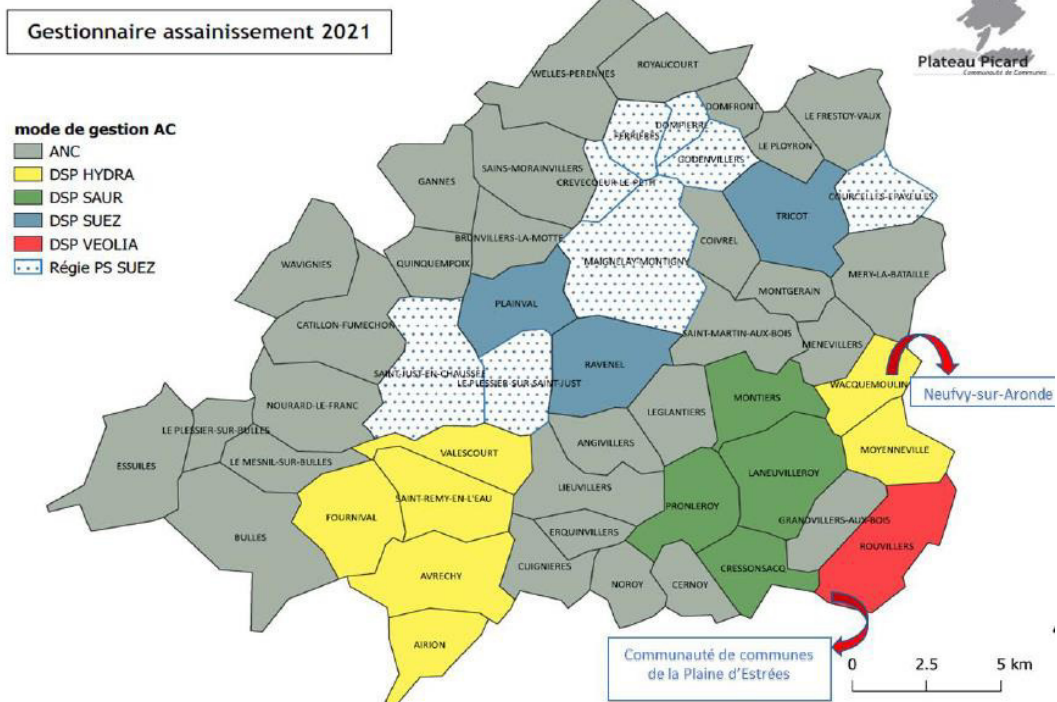 Gestionnaire assainissement 2021
Plateau Picard
Communauté de Communes
mode de gestion AC
ANC
DSP HYDRA
DSP SAUR
DSP SUEZ
DSP VEOLIA
Régie PS SUEZ
WELLES-PERENNES
ROYAUCOURT
DOMFRONT
LE FRESTOY-VAUX
FERRIÈRES
DOMPIERRE
GODENVILLERS
LE PLOYRON
SAINS-MORAINVILLERS
GANNES
CREVECOEUR-LE-PETIT
COURCELLES-EPAYELLES
TRICOT
BRUNVILLERS-LA-MOTTE
COIVREL
WAVIGNIES
QUINQUEMPOIX
MAIGNELAY-MONTIGNY
MERY-LA-BATAILLE
MONTGERAIN
PLAINVAL
CATILLON-FUMECHON
SAINT-MARTIN-AUX-BOIS
MENEVILLERS
RAVENEL
SAINT-JUST-EN-CHAUSSÉE
LE PLESSIER-SUR-SAINT-JUST
WACQUEMOULIN
Neufvy-sur-Aronde
MONTIERS
NOURARD-LE-FRANC
LEGLANTIERS
LE PLESSIER-SUR-BULLES
ANGIVILLERS
MOYENNEVILLE
VALESCOURT
ESSUILES
LE MESNIL-SUR-BULLES
LANEUVILLEROY
LIEUVILLERS
SAINT-REMY-EN-L'EAU
PRONLEROY
FOURNIVAL
GRANDVILLERS-AUX-BOIS
ERQUINVILLERS
BULLES
ROUVILLERS
CUIGNIERES
CRESSONSACQ
AVRECHY
NOROY
CERNOY
AIRION
Communauté de communes
de la Plaine d'Estrées
0 2.5 5 km